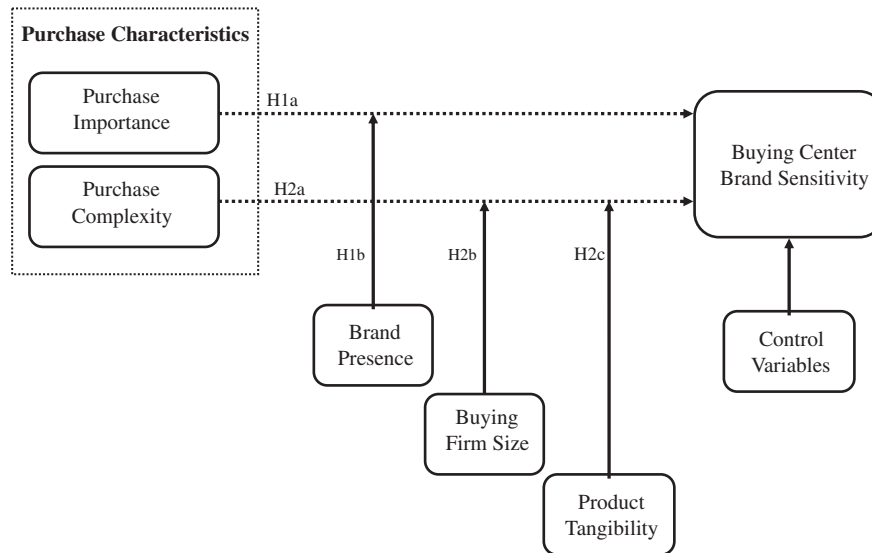 Purchase Characteristics
Purchase
Importance
H1a
Purchase
Complexity
H2a
Buying Center
Brand Sensitivity
H1b
H2b
H2c
Brand
Presence
Control
Variables
Buying
Firm Size
Product
Tangibility